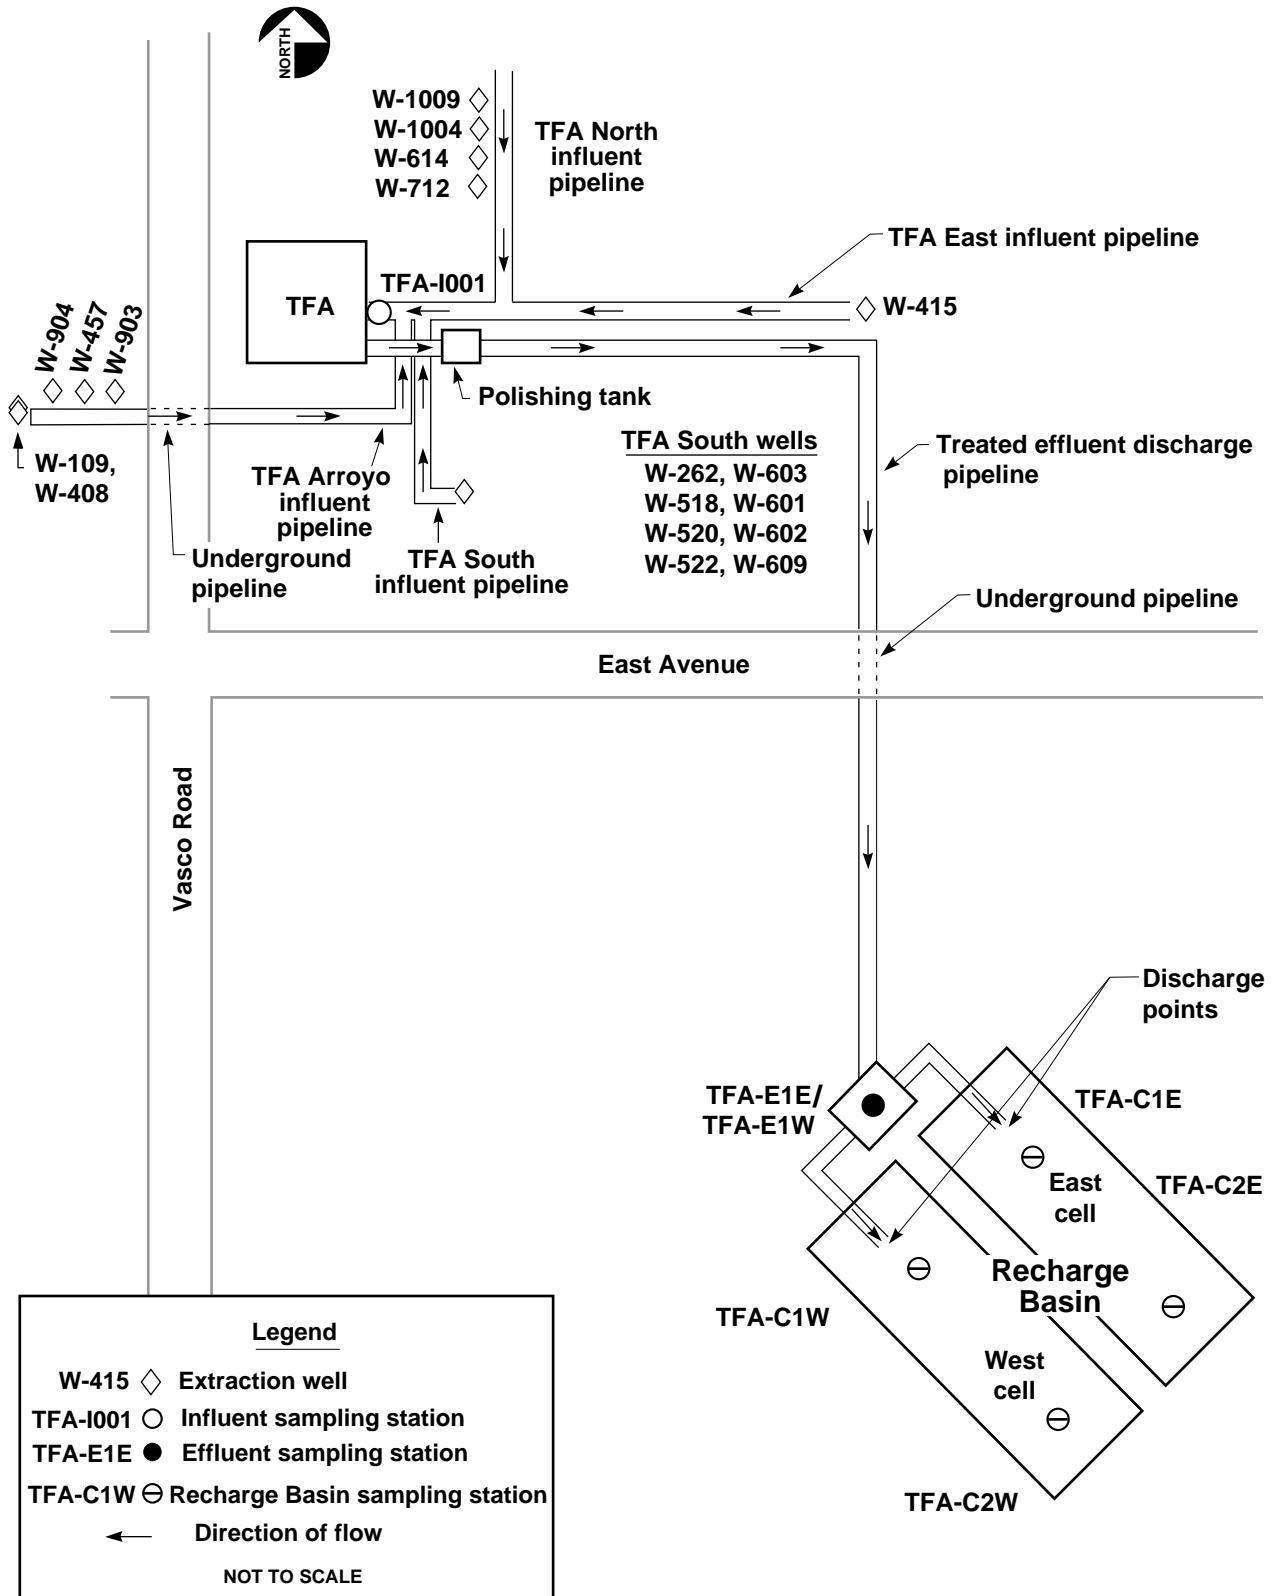 NORTH
W-1009
W-1004
W-614
W-712
TFA North
influent
pipeline
TFA East influent pipeline
TFA-I001
TFA
W-415
W-904
W-457
W-903
Polishing tank
W-109,
W-408
TFA Arroyo
influent
pipeline
TFA South wells
W-262, W-603
W-518, W-601
W-520, W-602
W-522, W-609
Treated effluent discharge
pipeline
Underground
pipeline
TFA South
influent pipeline
Underground pipeline
East Avenue
Vasco Road
Discharge
points
TFA-E1E/
TFA-E1W
TFA-C1E
TFA-C2E
East
cell
Recharge
Basin
TFA-C1W
West
cell
TFA-C2W
Legend
W-415 Extraction well
TFA-I001 Influent sampling station
TFA-E1E Effluent sampling station
TFA-C1W Recharge Basin sampling station
Direction of flow
NOT TO SCALE